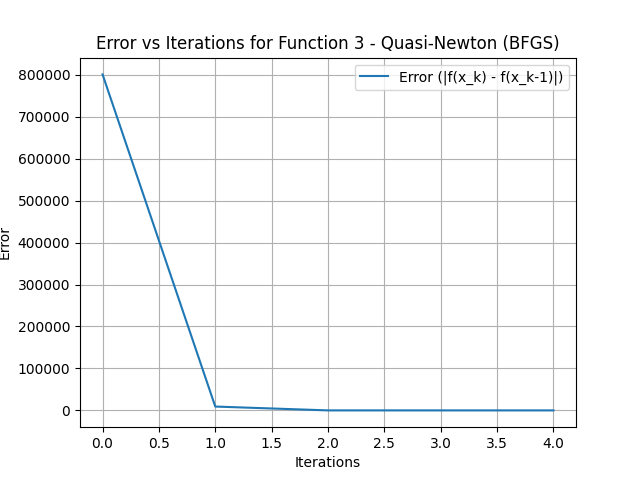 Error vs Iterations for Function 3 - Quasi-Newton (BFGS)
Error (|f(x_k) - f(x_k-1)|)
800000
700000
600000
500000
400000
300000
200000
100000
0
Error
0.0 0.5 1.0 1.5 2.0 2.5 3.0 3.5 4.0
Iterations